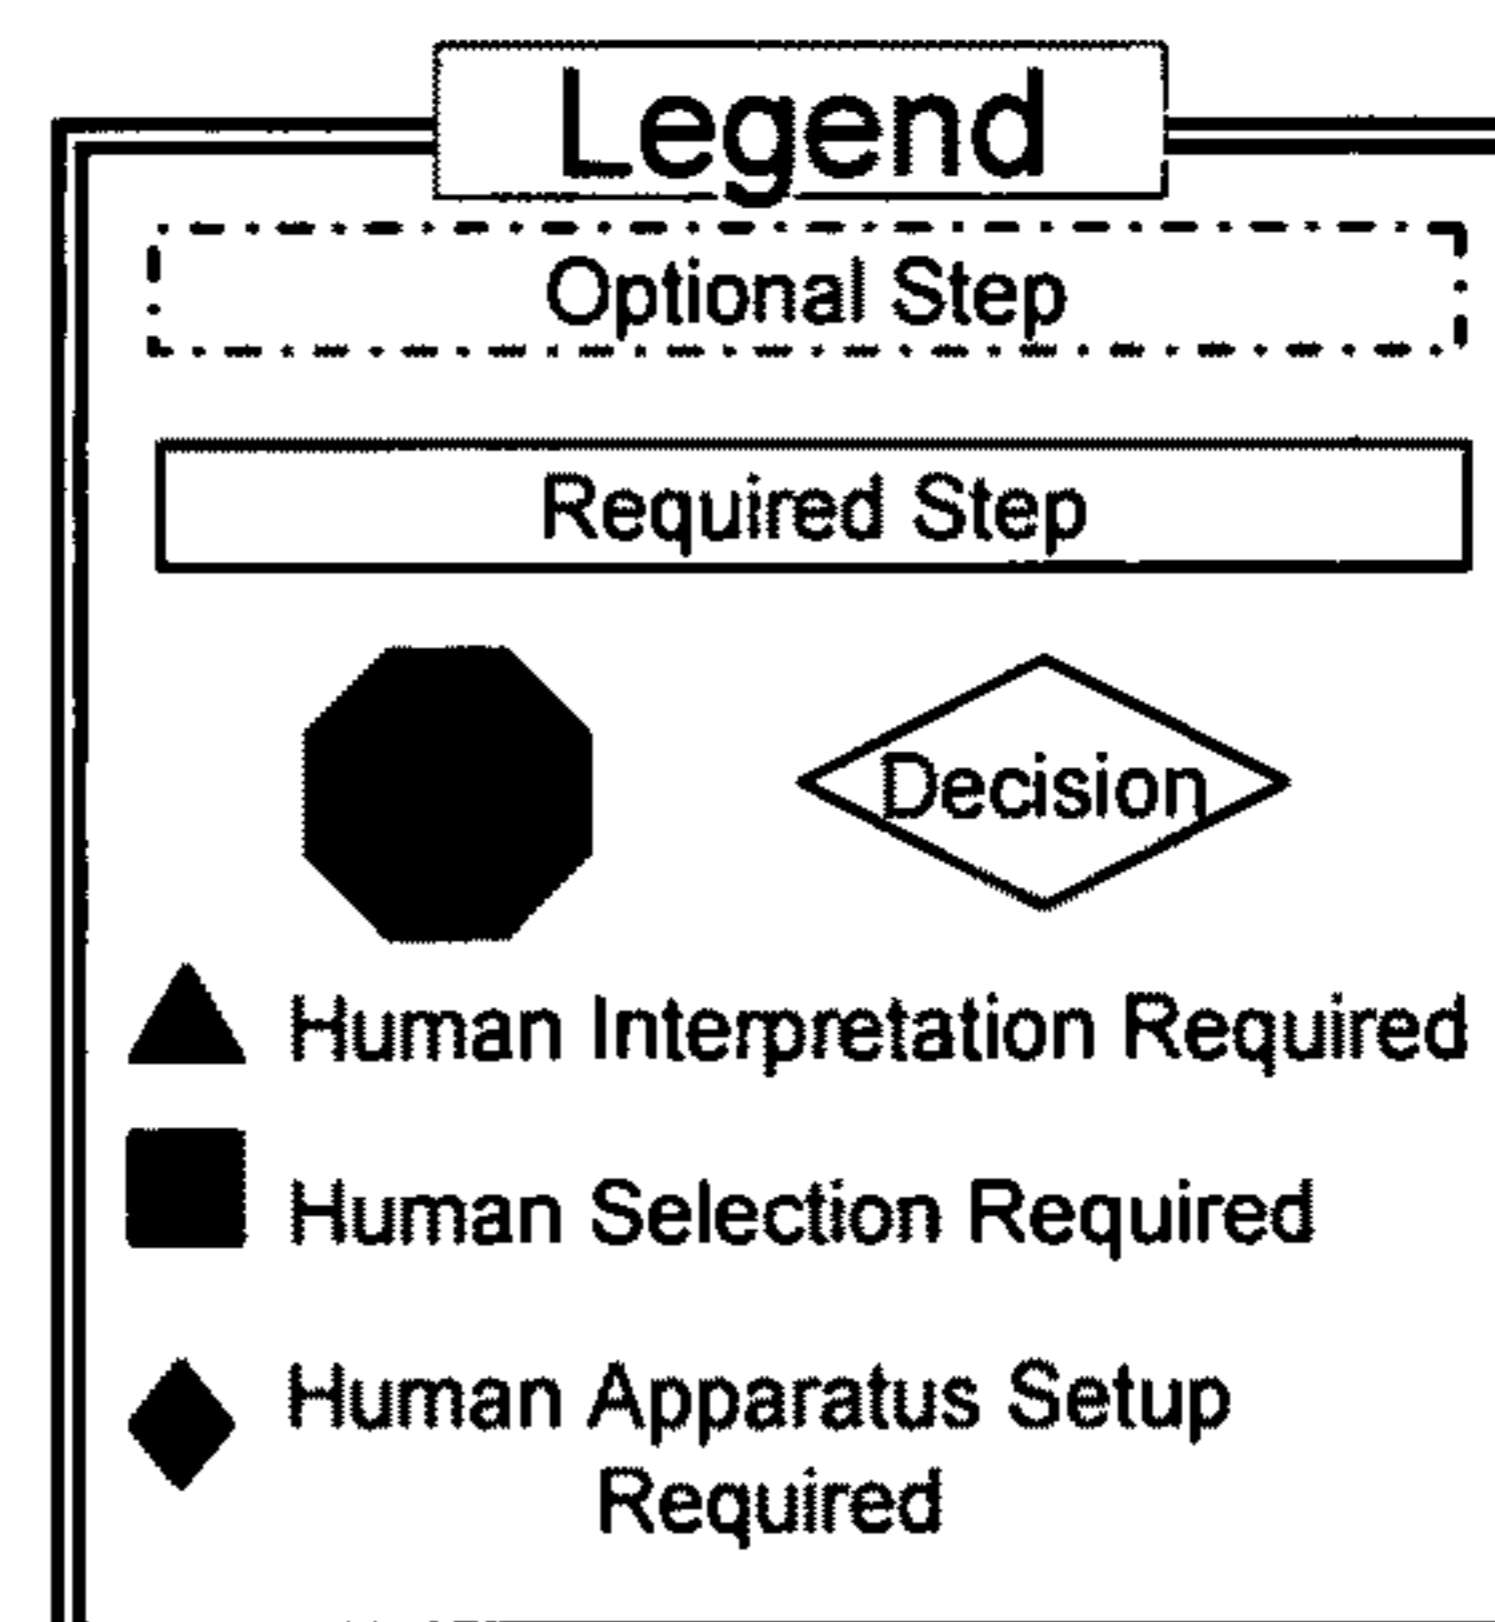 Legend
Optional Step
Required Step
Decision
Human Interpretation Required
Human Selection Required
Human Apparatus Setup
Required